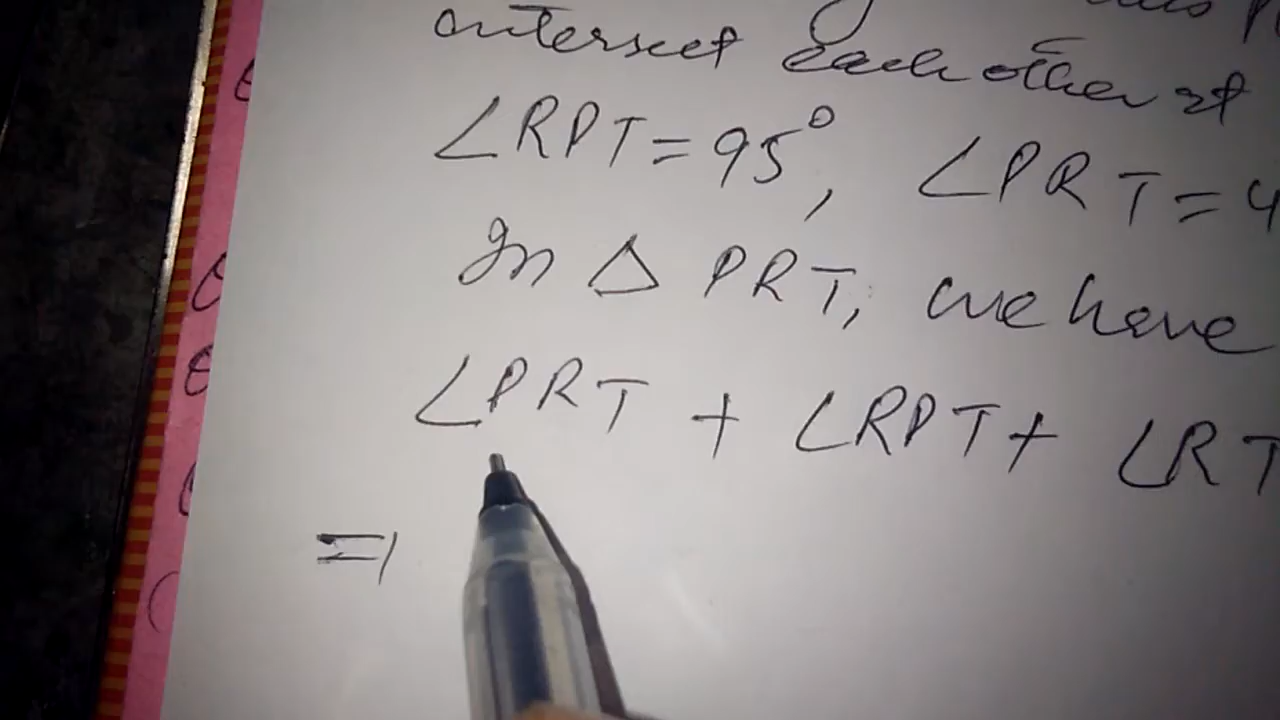 intersect each other at
∠RPT = 95°, ∠PRT = 4
In △ PRT, we have
∠PRT + ∠RPT + ∠RT
⇒